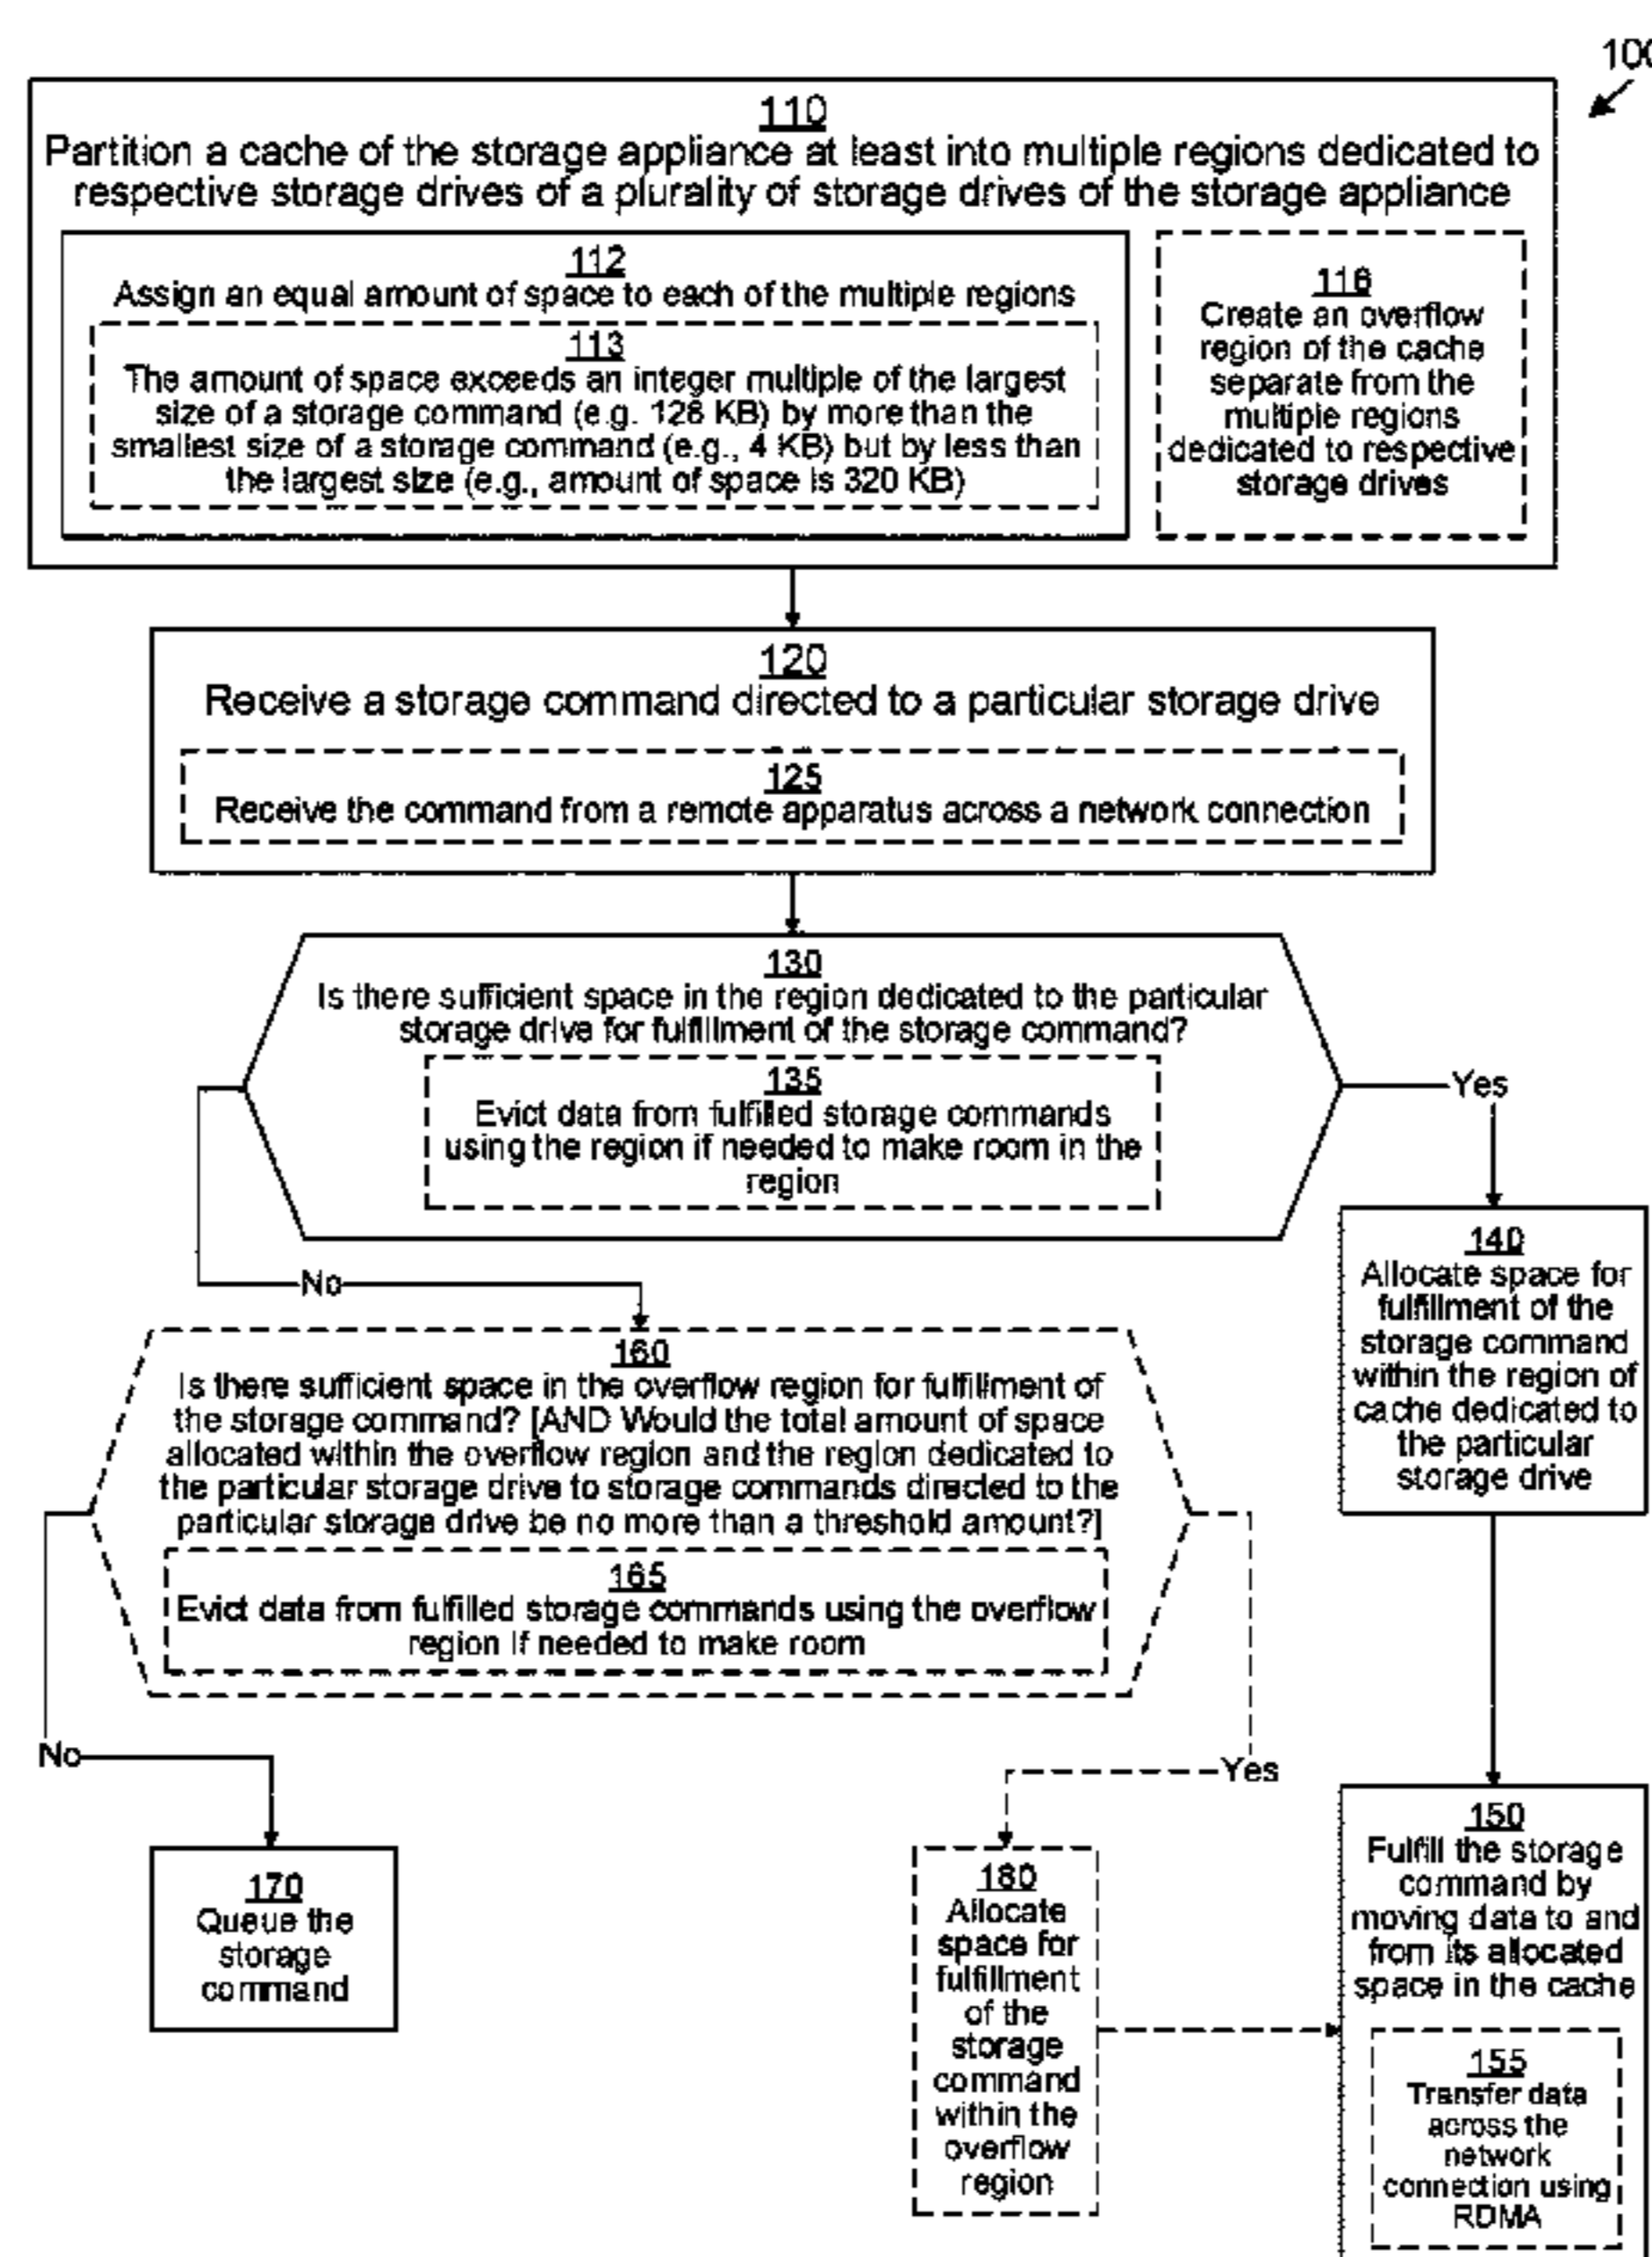 100
110
Partition a cache of the storage appliance at least into multiple regions dedicated to
respective storage drives of a plurality of storage drives of the storage appliance
112
Assign an equal amount of space to each of the multiple regions
113
The amount of space exceeds an integer multiple of the largest
size of a storage command (e.g. 128 KB) by more than the
smallest size of a storage command (e.g., 4 KB) but by less than
the largest size (e.g., amount of space is 320 KB)
116
Create an overflow
region of the cache
separate from the
multiple regions
dedicated to respective
storage drives
120
Receive a storage command directed to a particular storage drive
125
Receive the command from a remote apparatus across a network connection
130
Is there sufficient space in the region dedicated to the particular
storage drive for fulfillment of the storage command?
135
Evict data from fulfilled storage commands
using the region if needed to make room in the
region
Yes
No
140
Allocate space for
fulfillment of the
storage command
within the region of
cache dedicated to
the particular
storage drive
160
Is there sufficient space in the overflow region for fulfillment of
the storage command? [AND Would the total amount of space
allocated within the overflow region and the region dedicated to
the particular storage drive to storage commands directed to the
particular storage drive be no more than a threshold amount?]
165
Evict data from fulfilled storage commands using the overflow
region if needed to make room
No
Yes
170
Queue the
storage
command
180
Allocate
space for
fulfillment
of the
storage
command
within the
overflow
region
150
Fulfill the storage
command by
moving data to and
from its allocated
space in the cache
155
Transfer data
across the
network
connection using
RDMA